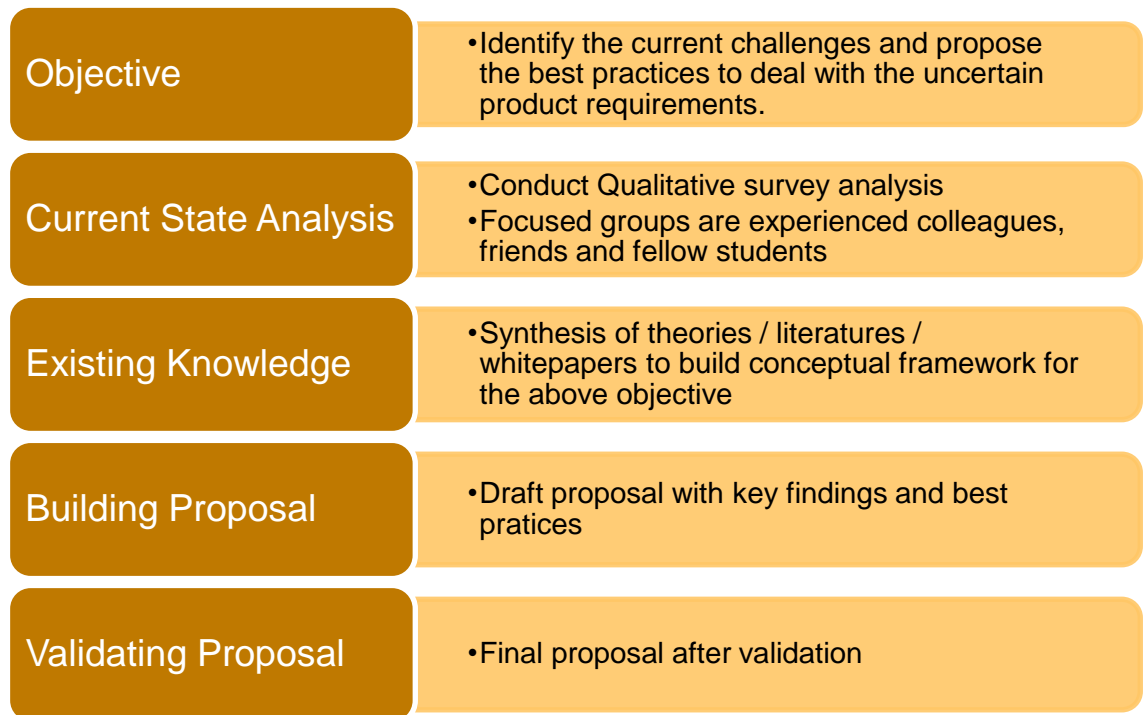 Objective
•Identify the current challenges and propose
the best practices to deal with the uncertain
product requirements.
Current State Analysis
•Conduct Qualitative survey analysis
•Focused groups are experienced colleagues,
friends and fellow students
Existing Knowledge
•Synthesis of theories / literatures /
whitepapers to build conceptual framework for
the above objective
Building Proposal
•Draft proposal with key findings and best
pratices
Validating Proposal
•Final proposal after validation